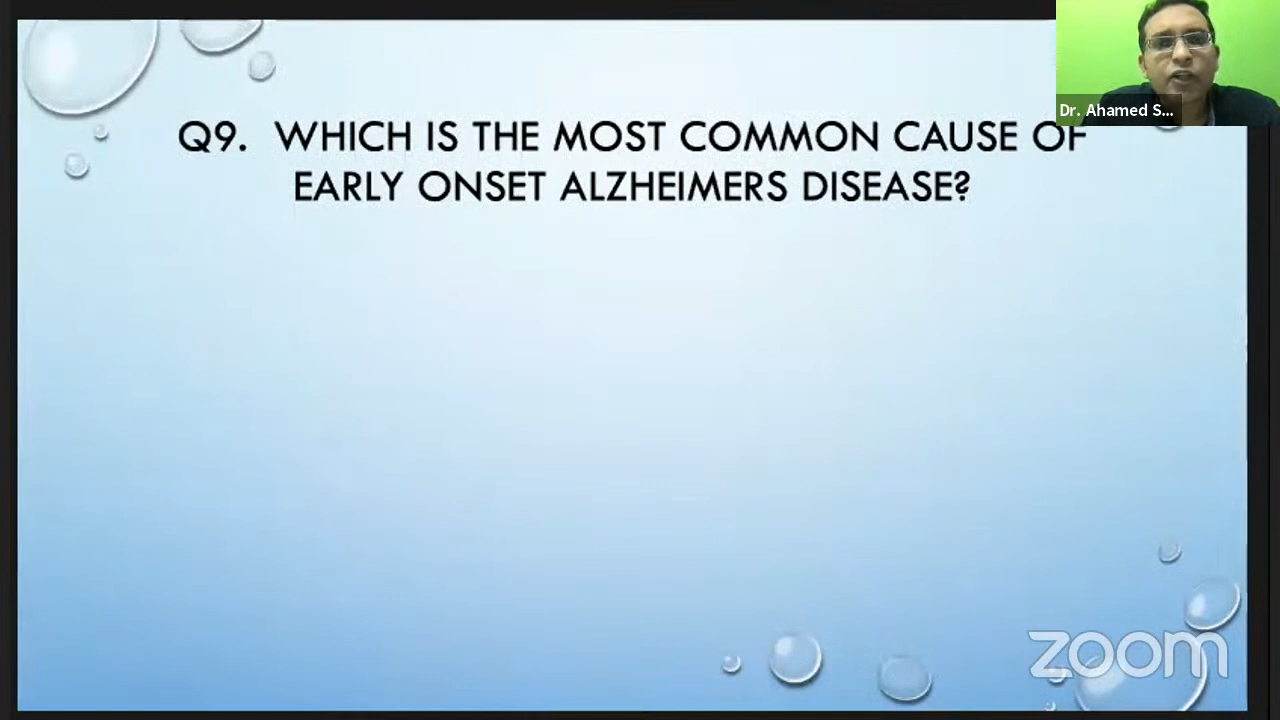 Dr. Ahamed S...
Q9. WHICH IS THE MOST COMMON CAUSE OF
EARLY ONSET ALZHEIMERS DISEASE?
zoom